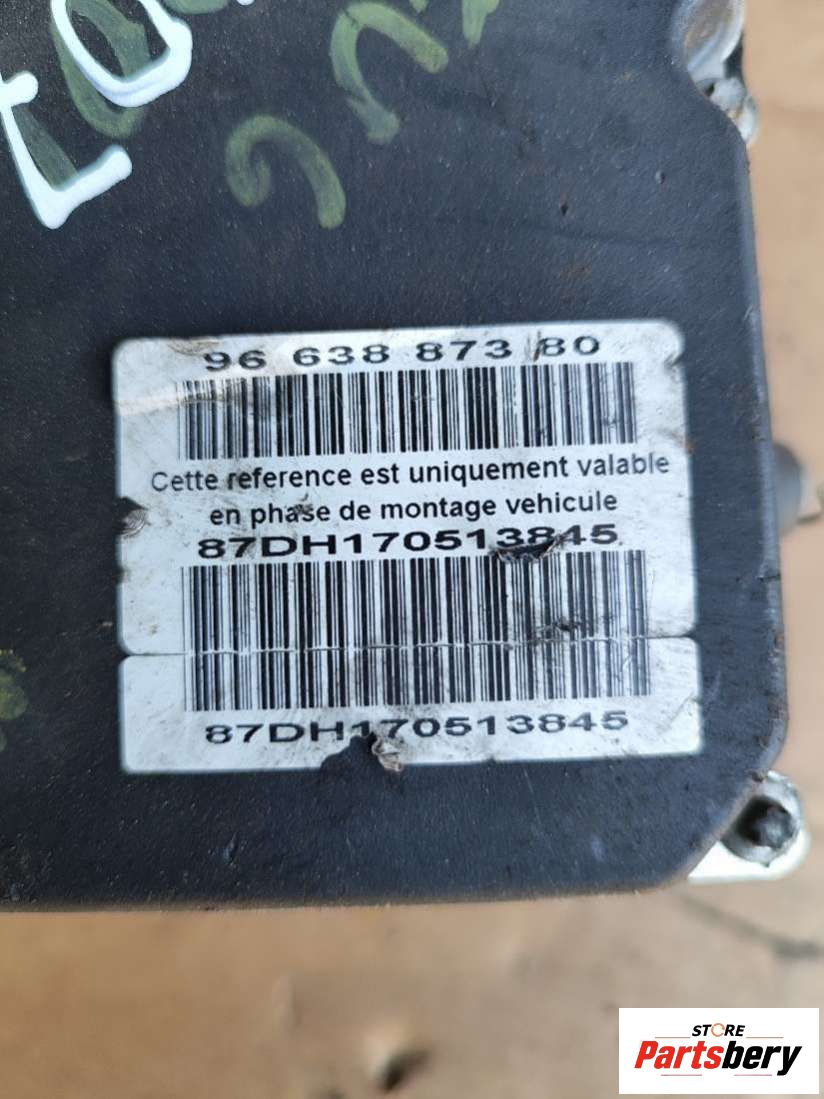 96 638 873 80
Cette reference est uniquement valable
en phase de montage vehicule
87DH170513845
87DH170513845
STORE
Partsbery